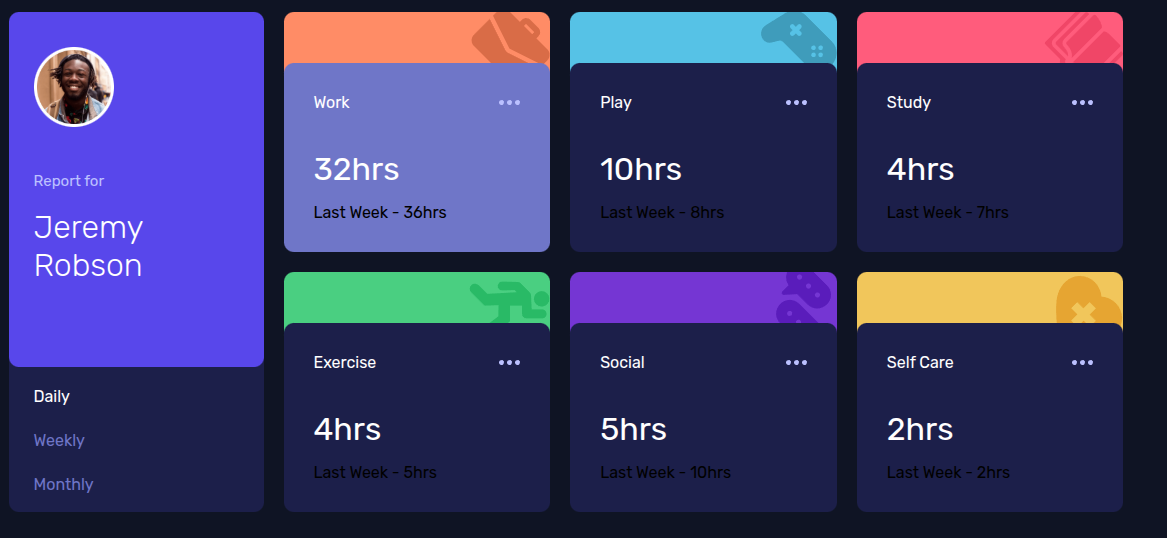 Report for
Jeremy
Robson
Daily
Weekly
Monthly
Work
32hrs
Last Week - 36hrs
Play
10hrs
Last Week - 8hrs
Study
4hrs
Last Week - 7hrs
Exercise
4hrs
Last Week - 5hrs
Social
5hrs
Last Week - 10hrs
Self Care
2hrs
Last Week - 2hrs